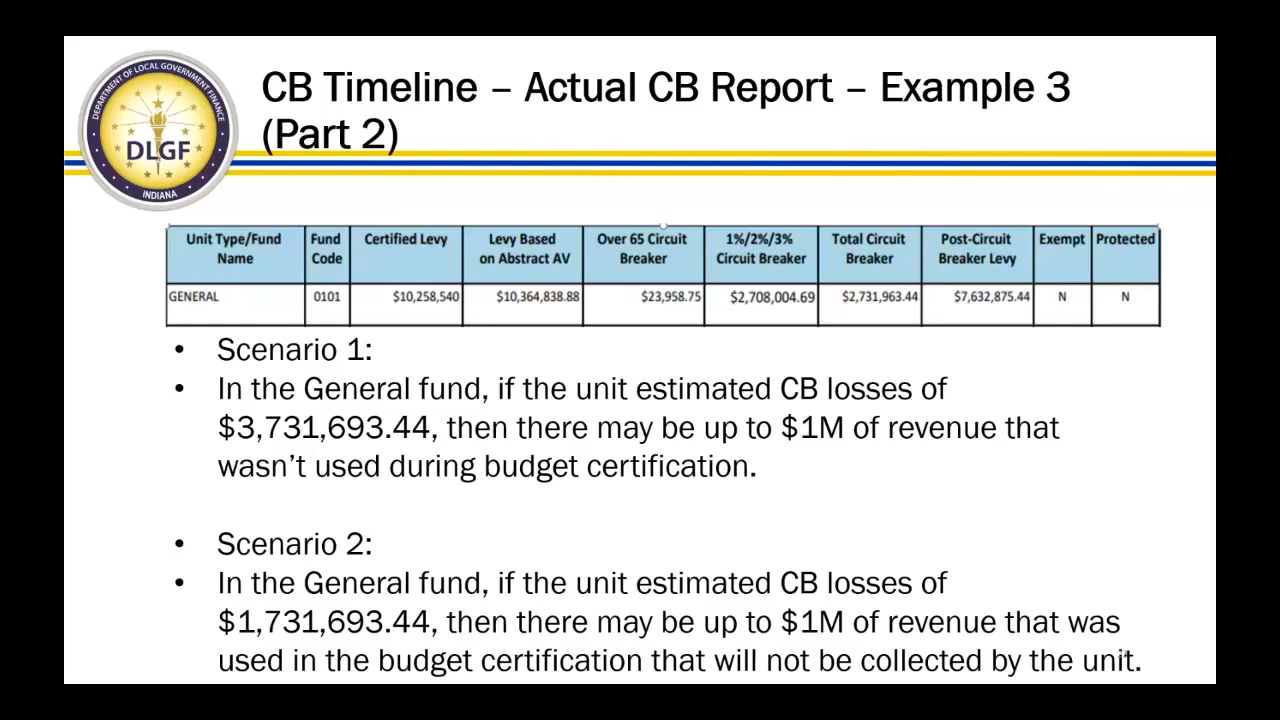 CB Timeline – Actual CB Report – Example 3
(Part 2)
DEPARTMENT OF LOCAL GOVERNMENT FINANCE
DLGF
INDIANA
Unit Type/Fund Name | Fund Code | Certified Levy | Levy Based on Abstract AV | Over 65 Circuit Breaker | 1%/2%/3% Circuit Breaker | Total Circuit Breaker | Post-Circuit Breaker Levy | Exempt | Protected
GENERAL | 0101 | $10,258,540 | $10,364,838.88 | $23,958.75 | $2,708,004.69 | $2,731,963.44 | $7,632,875.44 | N | N
• Scenario 1:
• In the General fund, if the unit estimated CB losses of
$3,731,693.44, then there may be up to $1M of revenue that
wasn't used during budget certification.
• Scenario 2:
• In the General fund, if the unit estimated CB losses of
$1,731,693.44, then there may be up to $1M of revenue that was
used in the budget certification that will not be collected by the unit.